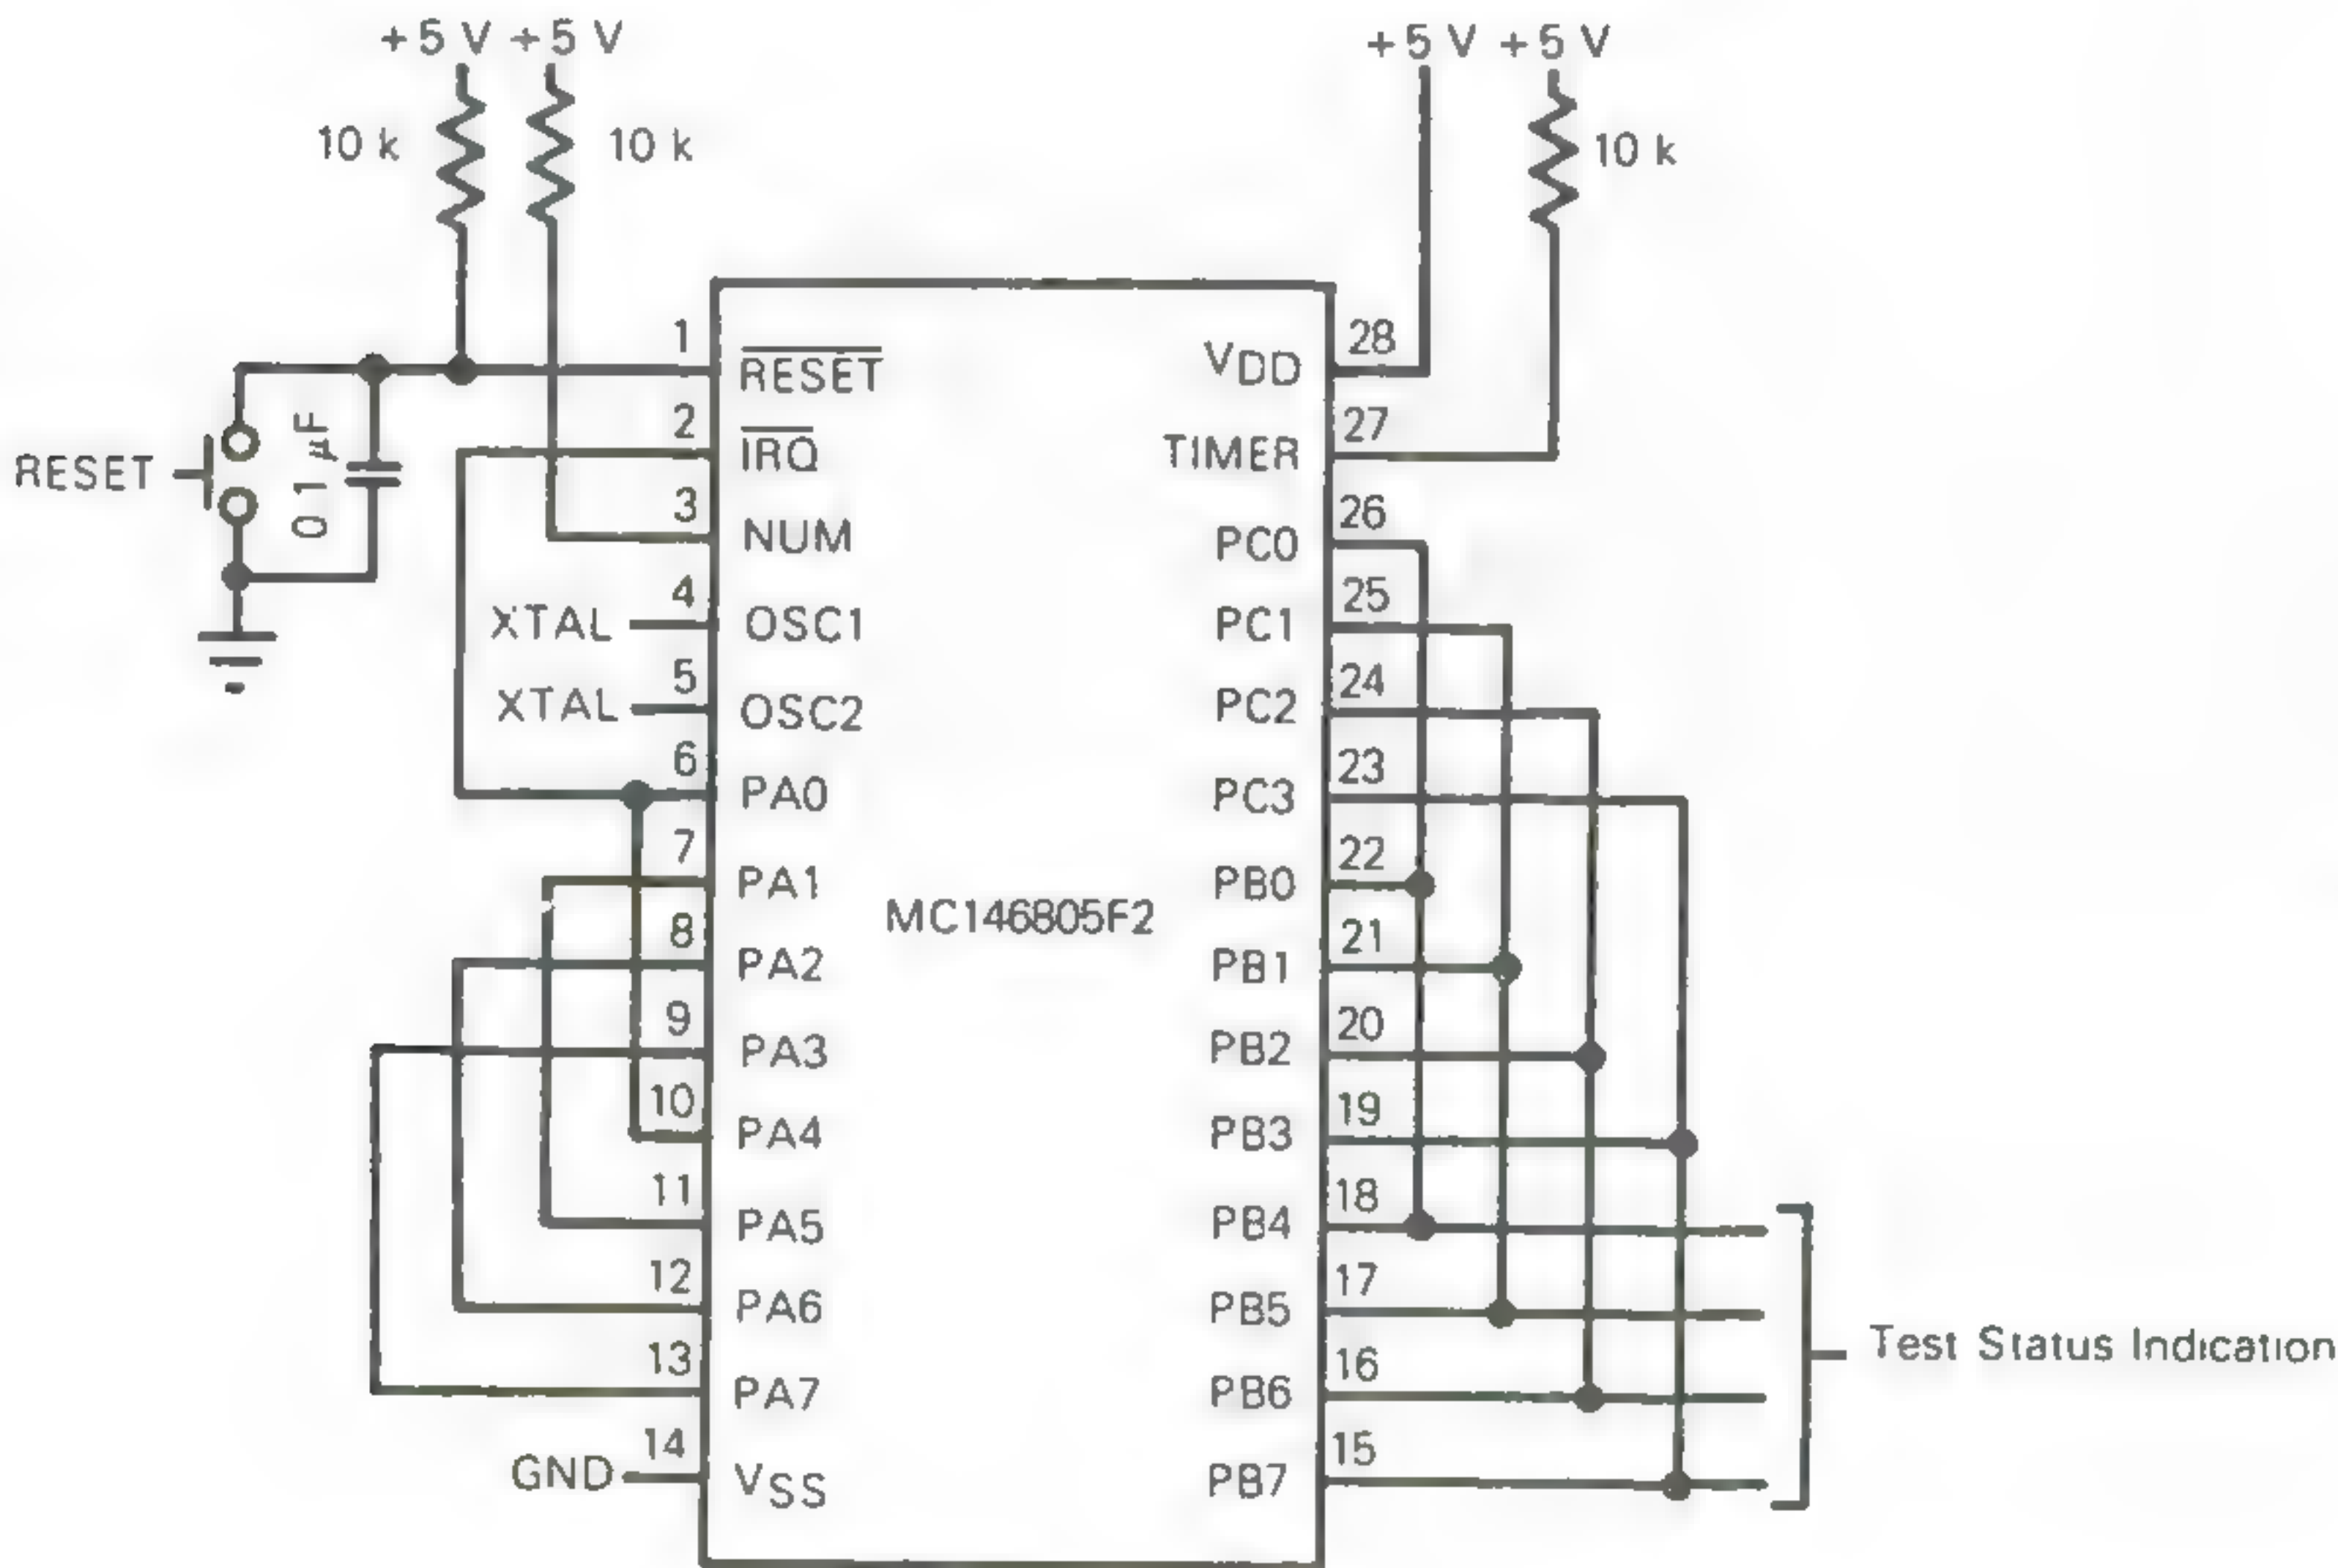 +5 V +5 V
+5 V +5 V
10 k
10 k
10 k
1
RESET
28
VDD
2
IRQ
27
TIMER
RESET
0 1 µF
3
NUM
26
PC0
4
XTAL
OSC1
25
PC1
5
XTAL
OSC2
24
PC2
6
PA0
23
PC3
7
PA1
22
PB0
MC146805F2
8
PA2
21
PB1
9
PA3
20
PB2
10
PA4
19
PB3
11
PA5
18
PB4
12
PA6
17
PB5
Test Status Indication
13
PA7
16
PB6
14
GND
VSS
15
PB7